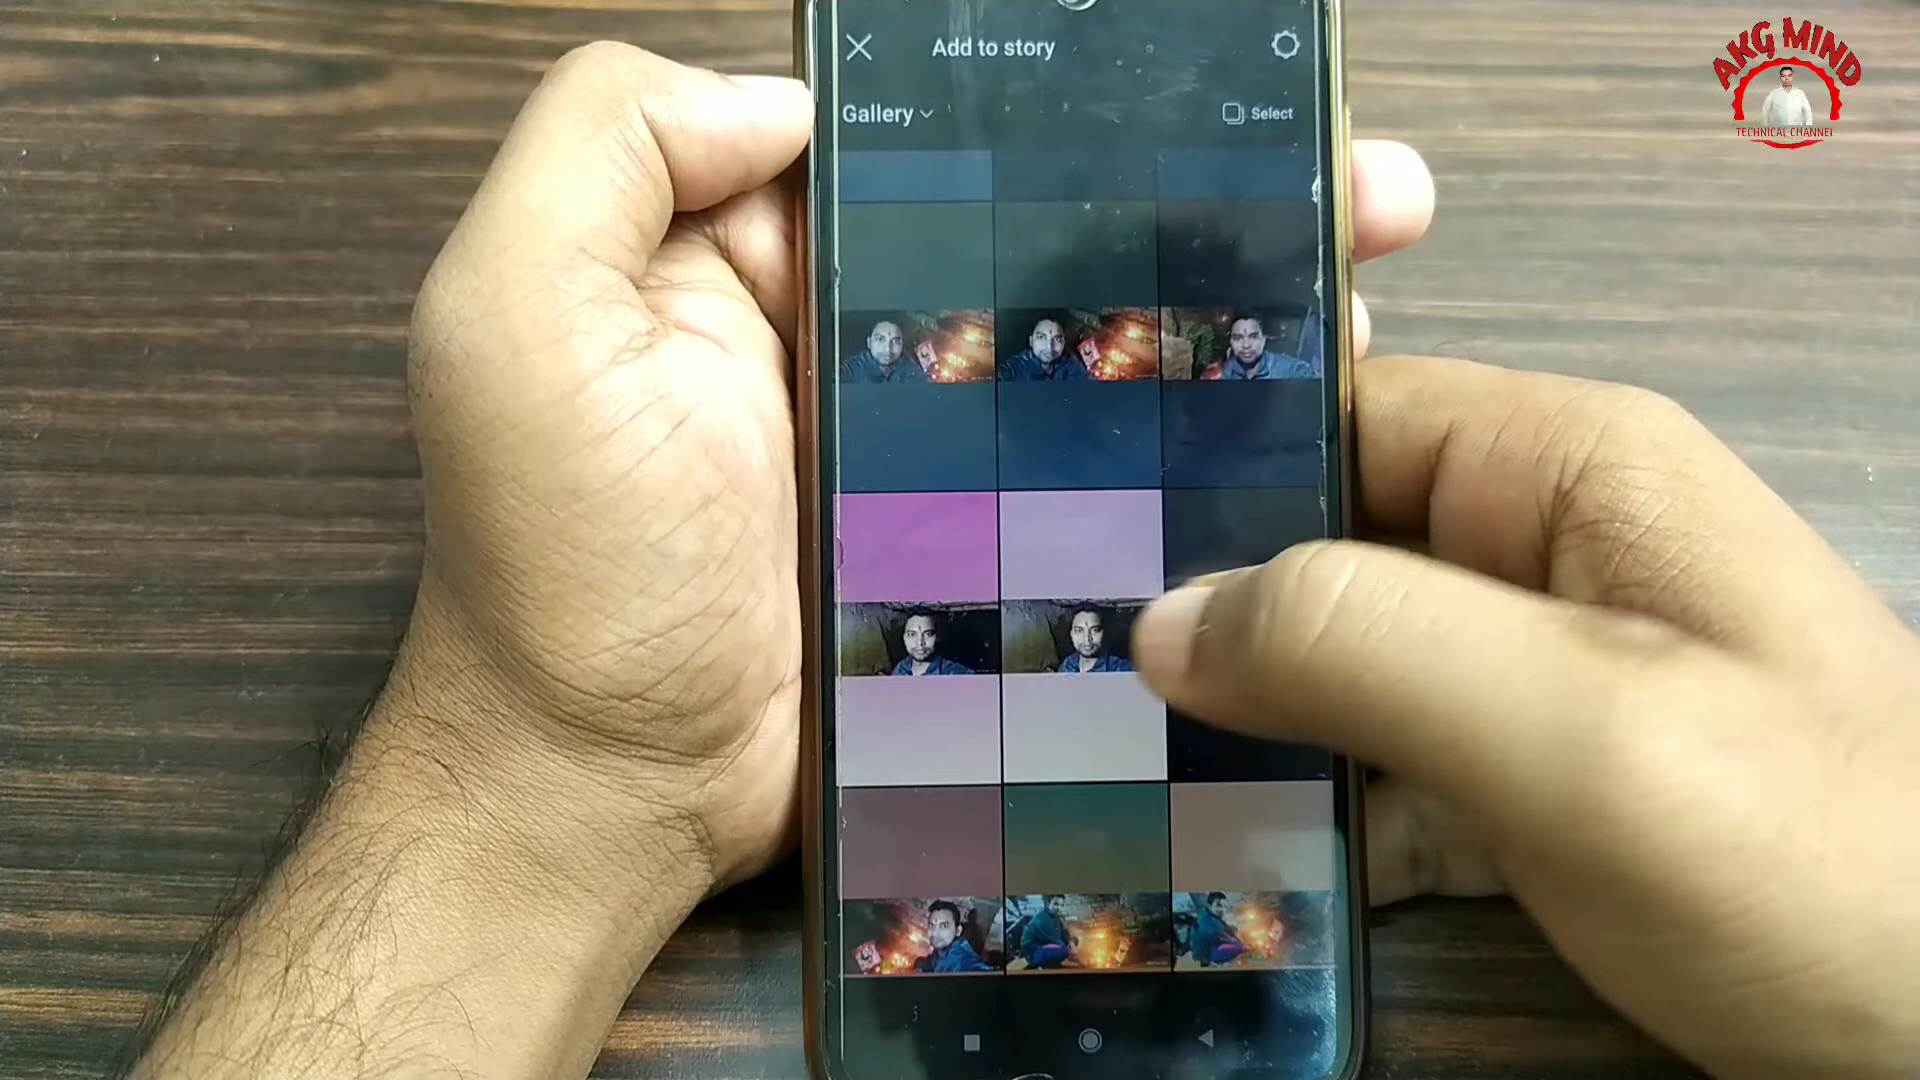 Add to story
Gallery
Select
AKG MIND
TECHNICAL CHANNEL